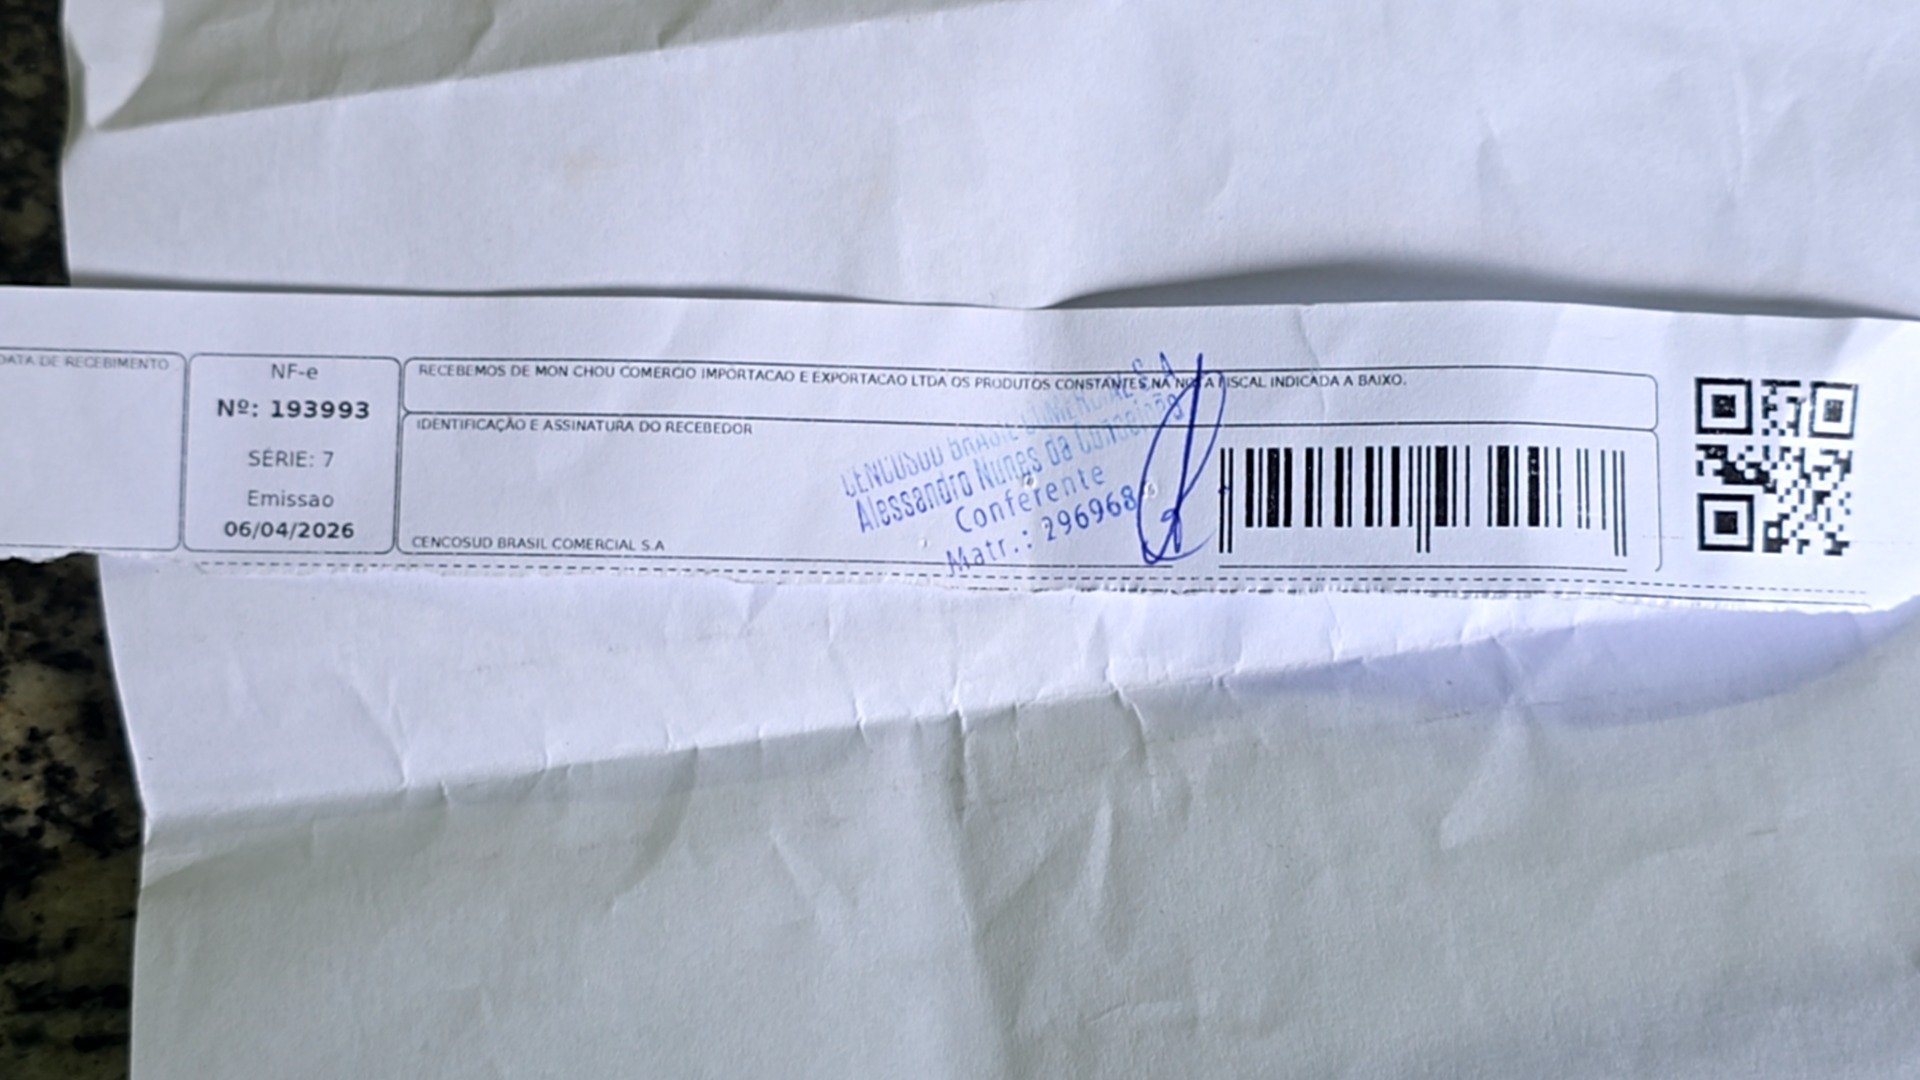 DATA DE RECEBIMENTO
NF-e
Nº: 193993
SÉRIE: 7
Emissao
06/04/2026
RECEBEMOS DE MON CHOU COMERCIO IMPORTACAO E EXPORTACAO LTDA OS PRODUTOS CONSTANTES NA NOTA FISCAL INDICADA A BAIXO.
IDENTIFICAÇÃO E ASSINATURA DO RECEBEDOR
CENCOSUD BRASIL COMERCIAL S.A
CENCOSUD BRASIL COMERCIAL S.A
Alessandro Nunes da Conceição
Conferente
Matr.: 296968